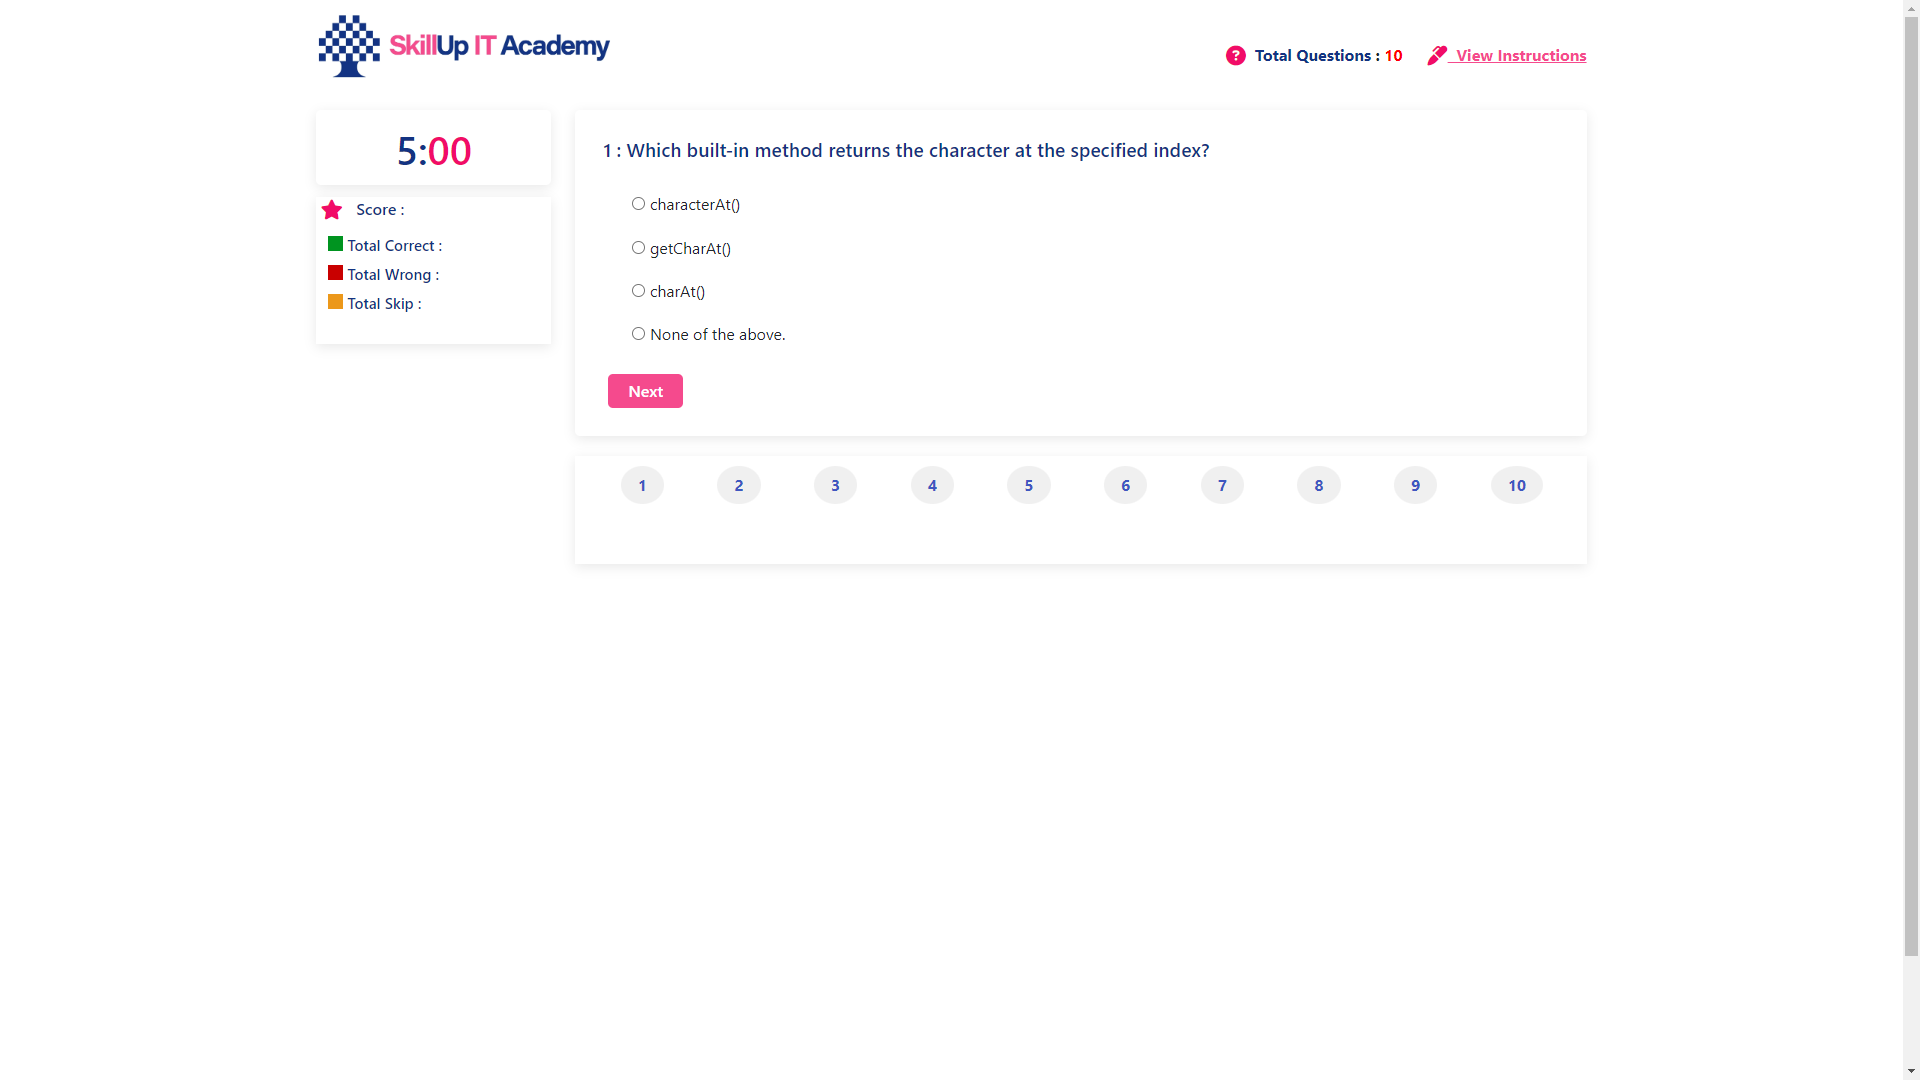 SkillUp IT Academy
? Total Questions : 10 View Instructions
5:00
Score :
Total Correct :
Total Wrong :
Total Skip :
1 : Which built-in method returns the character at the specified index?
characterAt()
getCharAt()
charAt()
None of the above.
Next
1 2 3 4 5 6 7 8 9 10